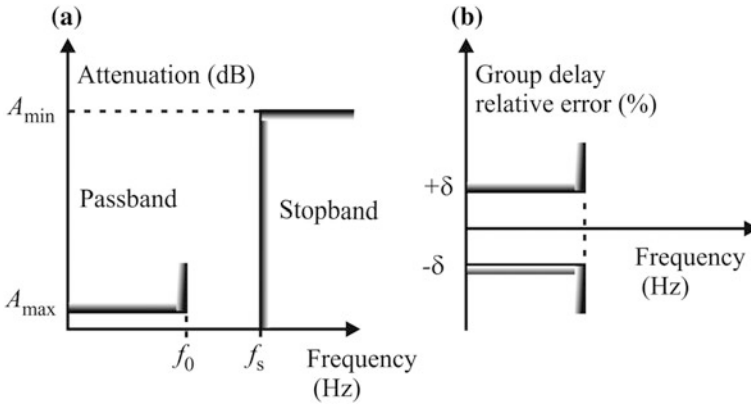 (a)
Attenuation (dB)
A_min
Passband
Stopband
A_max
f_0
f_s
Frequency
(Hz)
(b)
Group delay
relative error (%)
+δ
-δ
Frequency
(Hz)